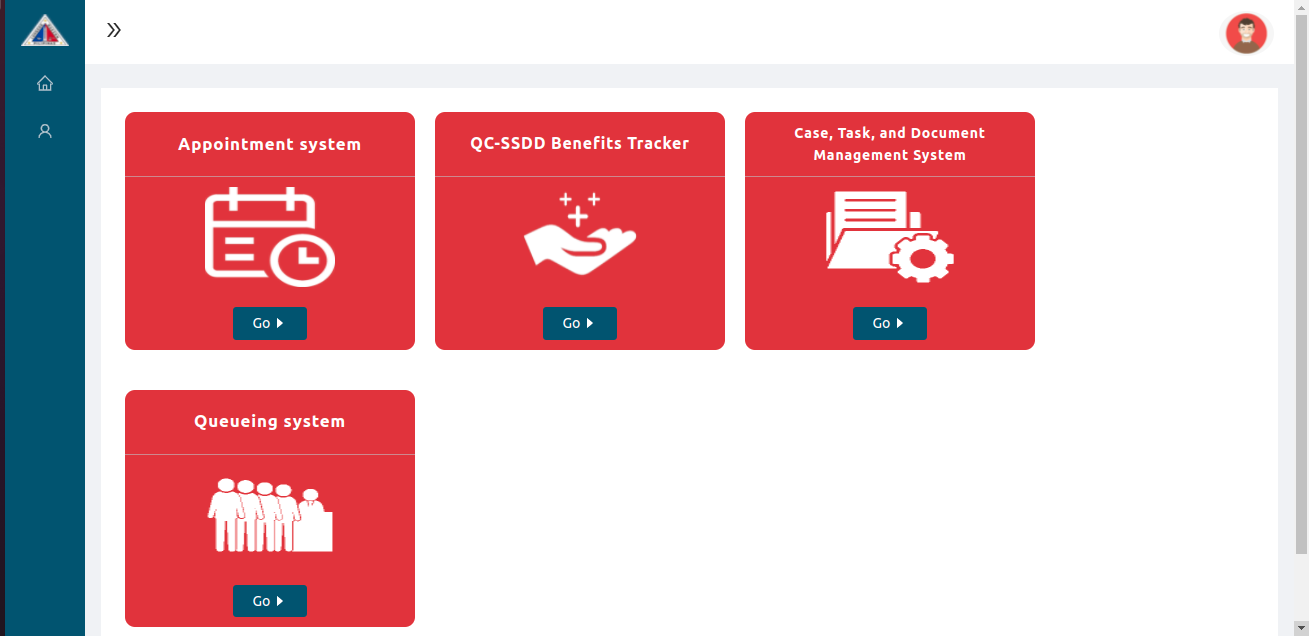 Appointment system
QC-SSDD Benefits Tracker
Case, Task, and Document
Management System
Go
Go
Go
Queueing system
Go